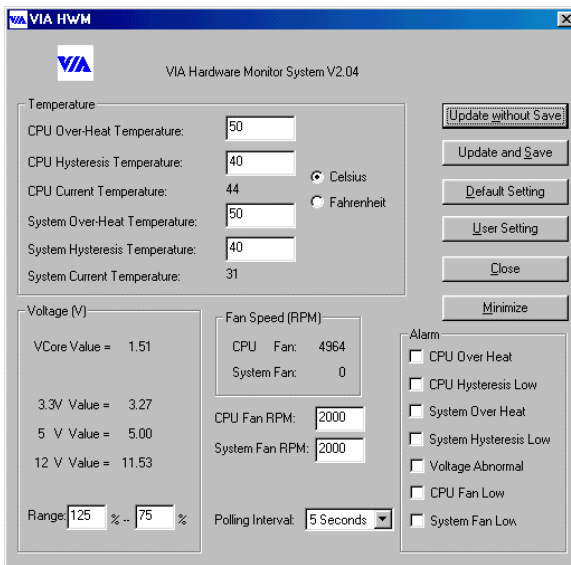 VIA VIA HWM
VIA
VIA Hardware Monitor System V2.04
Temperature
CPU Over-Heat Temperature: 50
CPU Hysteresis Temperature: 40
CPU Current Temperature: 44
System Over-Heat Temperature: 50
System Hysteresis Temperature: 40
System Current Temperature: 31
Celsius
Fahrenheit
Update without Save
Update and Save
Default Setting
User Setting
Close
Minimize
Voltage (V)
VCore Value = 1.51
3.3V Value = 3.27
5 V Value = 5.00
12 V Value = 11.53
Range: 125 % -- 75 %
Fan Speed (RPM)
CPU Fan: 4964
System Fan: 0
CPU Fan RPM: 2000
System Fan RPM: 2000
Polling Interval: 5 Seconds
Alarm
CPU Over Heat
CPU Hysteresis Low
System Over Heat
System Hysteresis Low
Voltage Abnormal
CPU Fan Low
System Fan Low